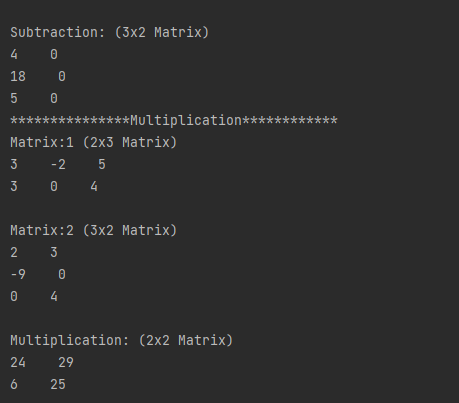 Subtraction: (3x2 Matrix)
4    0
18    0
5    0
***************Multiplication************
Matrix:1 (2x3 Matrix)
3    -2    5
3    0    4
Matrix:2 (3x2 Matrix)
2    3
-9    0
0    4
Multiplication: (2x2 Matrix)
24    29
6    25